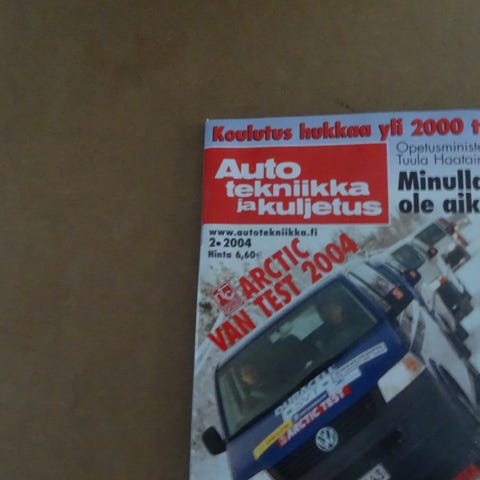 Koulutus hukkaa yli 2000 t
Opetusministe
Tuula Haatain
Minulla
ole aik
Auto
tekniikka
ja kuljetus
www.autotekniikka.fi
2•2004
Hinta 6,60€
ARCTIC
VAN TEST 2004
ARCTIC TEST